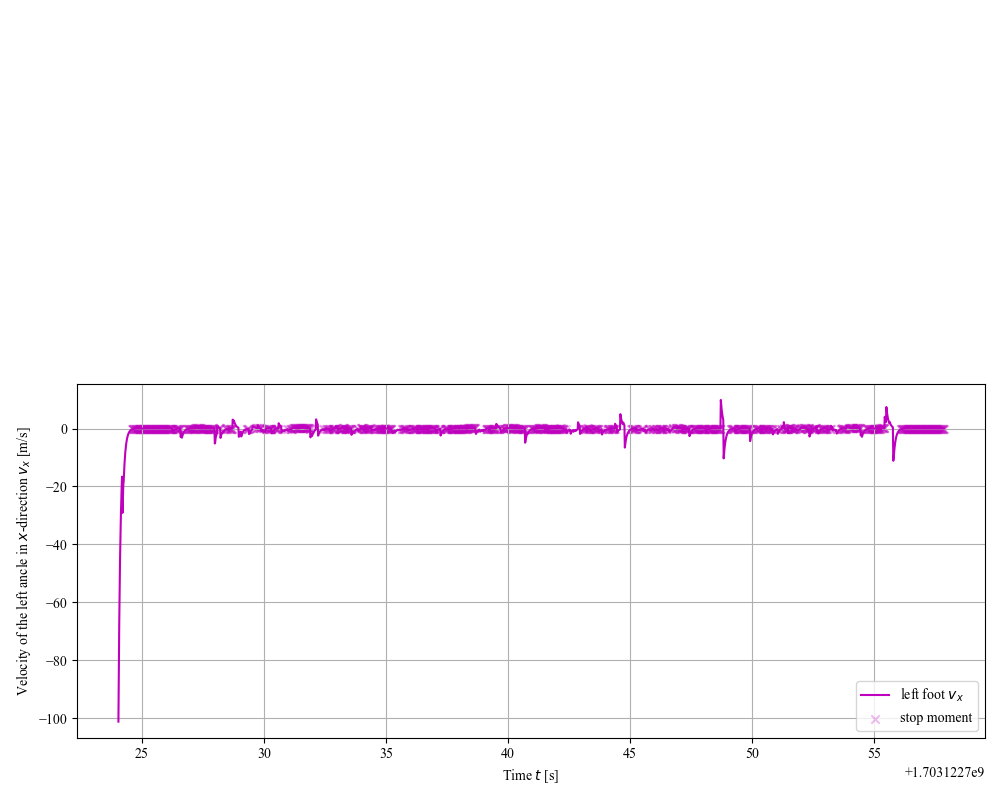 Velocity of the left ancle in x-direction v_x [m/s]
0
−20
−40
−60
−80
−100
left foot v_x
stop moment
25
30
35
40
45
50
55
Time t [s]
+1.7031227e9